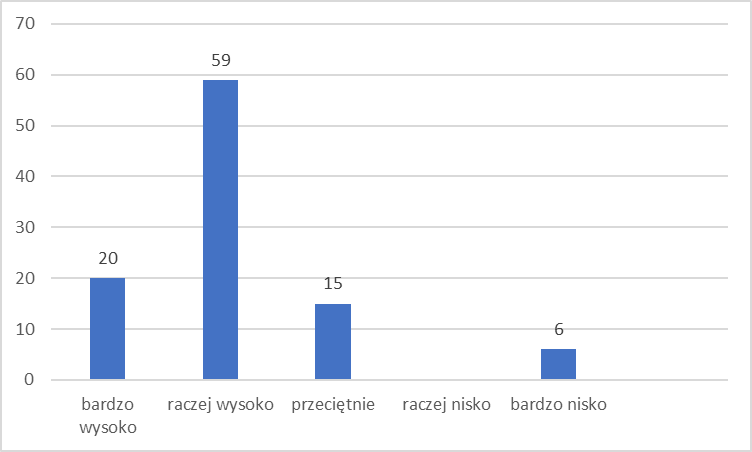 70
60
50
40
30
20
10
0
20
59
15
6
bardzo wysoko
raczej wysoko
przeciętnie
raczej nisko
bardzo nisko